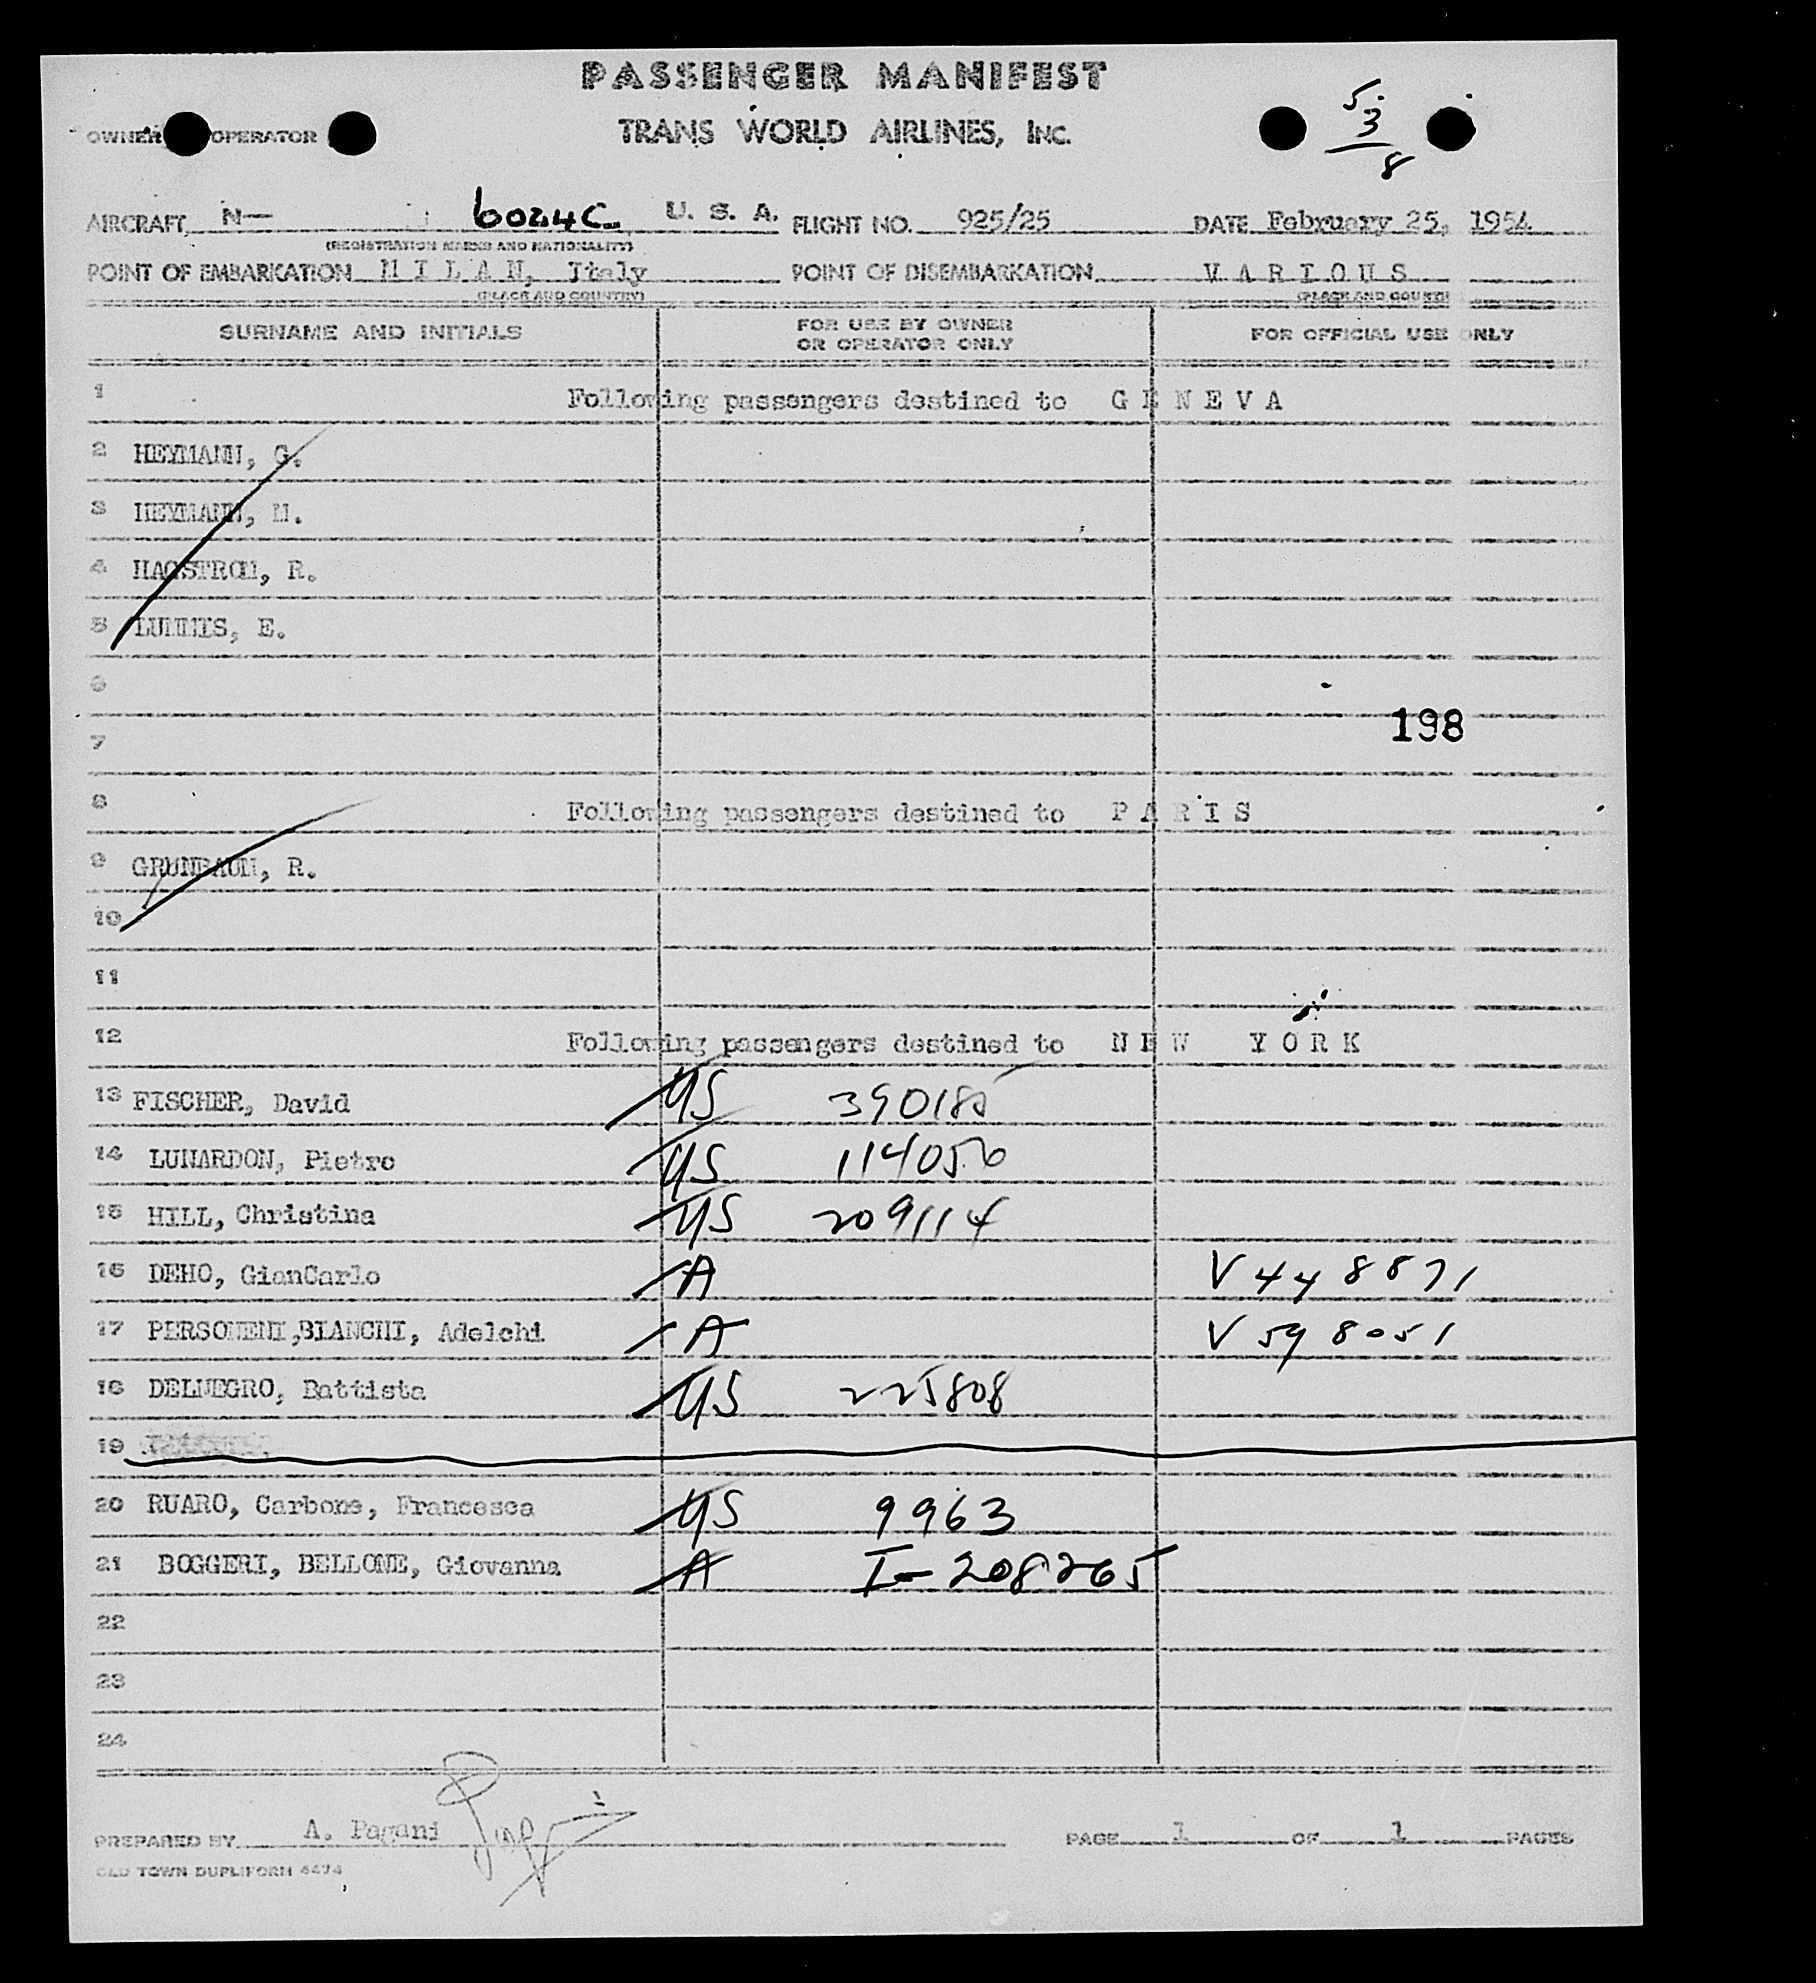 PASSENGER MANIFEST
OWNER OPERATOR TRANS WORLD AIRLINES, INC. 5 3
8
AIRCRAFT N— 6024C U. S. A. FLIGHT NO. 925/25 DATE February 25, 1954
(REGISTRATION MARKS AND NATIONALITY)
POINT OF EMBARKATION M I L A N, Italy POINT OF DISEMBARKATION V A R I O U S
(PLACE AND COUNTRY) (PLACE AND COUNT
SURNAME AND INITIALS FOR USE BY OWNER OR OPERATOR ONLY FOR OFFICIAL USE ONLY
1 Following passengers destined to G E N E V A
2 HEYMANN, G.
3 HEYMANN, M.
4 HAGSTROM, R.
5 LUMMIS, E.
6
198
7
8 Following passengers destined to P A R I S
9 GRUNBAUM, R.
10
11
12 Following passengers destined to N E W Y O R K
13 FISCHER, David US 390185
14 LUNARDON, Pietro US 114056
15 HILL, Christina US 209114
16 DEHO, GianCarlo A V 448871
17 PERSONENI,BIANCHI, Adelchi A V 598051
18 DELNEGRO, Battista US 225808
19
20 RUARO, Carbone, Francesca US 9963
21 BOGGERI, BELLONE, Giovanna A I-208265
22
23
24
PREPARED BY A. Pagani PAGE 1 OF 1 PAGES
OLD TOWN DUPLIFORM 4474